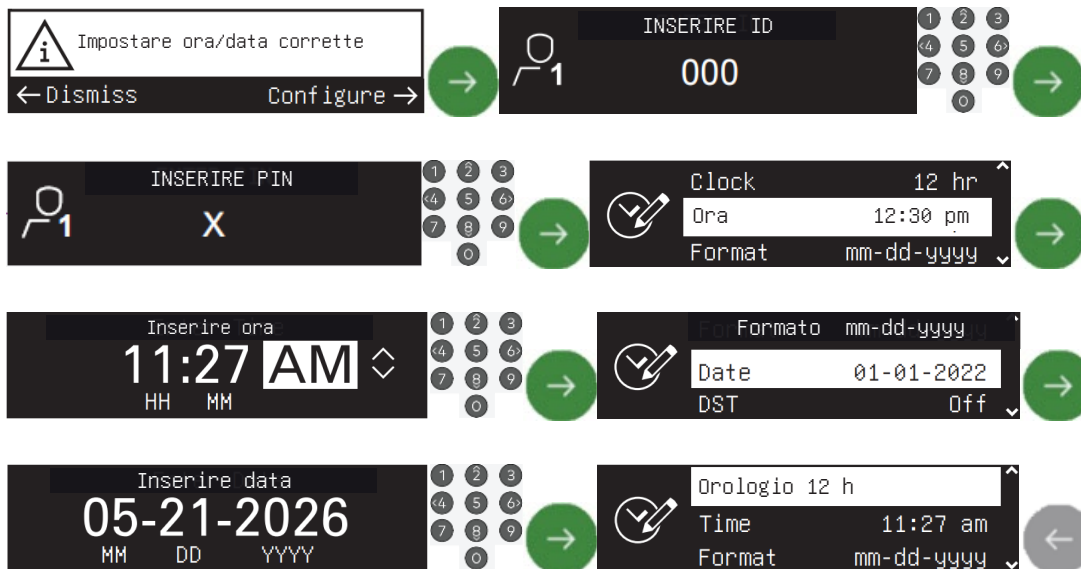 Impostare ora/data corrette
←Dismiss Configure→
INSERIRE ID
000
1
1 2 3
<4 5 6>
7 8 9
0
INSERIRE PIN
X
1
1 2 3
<4 5 6>
7 8 9
0
Clock 12 hr
Ora 12:30 pm
Format mm-dd-yyyy
Inserire ora
11:27 AM
HH MM
1 2 3
<4 5 6>
7 8 9
0
Formato mm-dd-yyyy
Date 01-01-2022
DST Off
Inserire data
05-21-2026
MM DD YYYY
1 2 3
<4 5 6>
7 8 9
0
Orologio 12 h
Time 11:27 am
Format mm-dd-yyyy